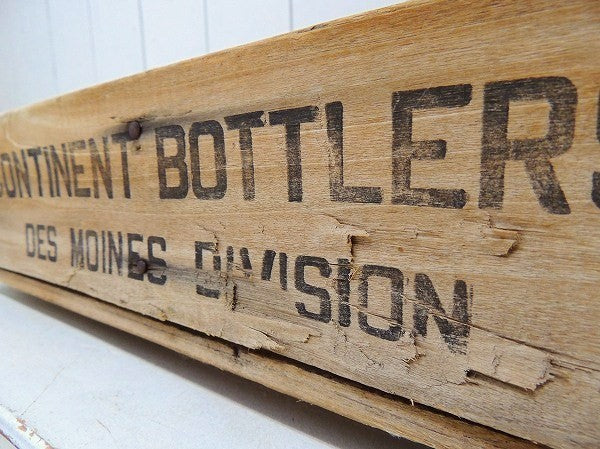 CONTINENT BOTTLERS
DES MOINES DIVISION